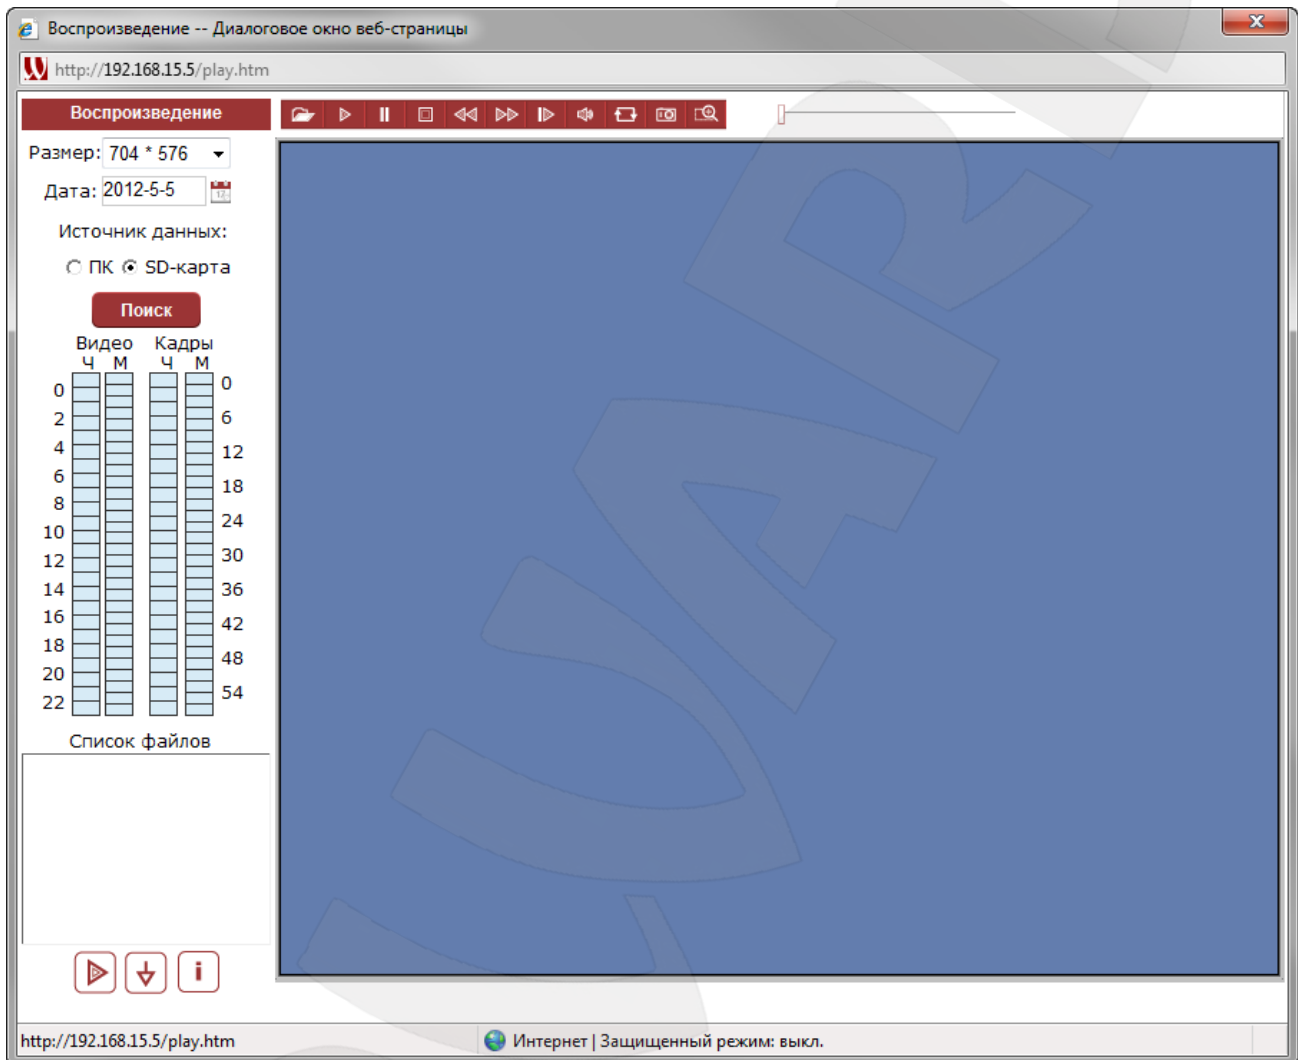 Воспроизведение -- Диалоговое окно веб-страницы
http://192.168.15.5/play.htm
Воспроизведение
Размер: 704 * 576
Дата: 2012-5-5
Источник данных:
ПК SD-карта
Поиск
Видео Кадры
Ч М Ч М
0 0
2 6
4 12
6 18
8 24
10 30
12 36
14 42
16 48
18 54
20
22
Список файлов
http://192.168.15.5/play.htm Интернет | Защищенный режим: выкл.